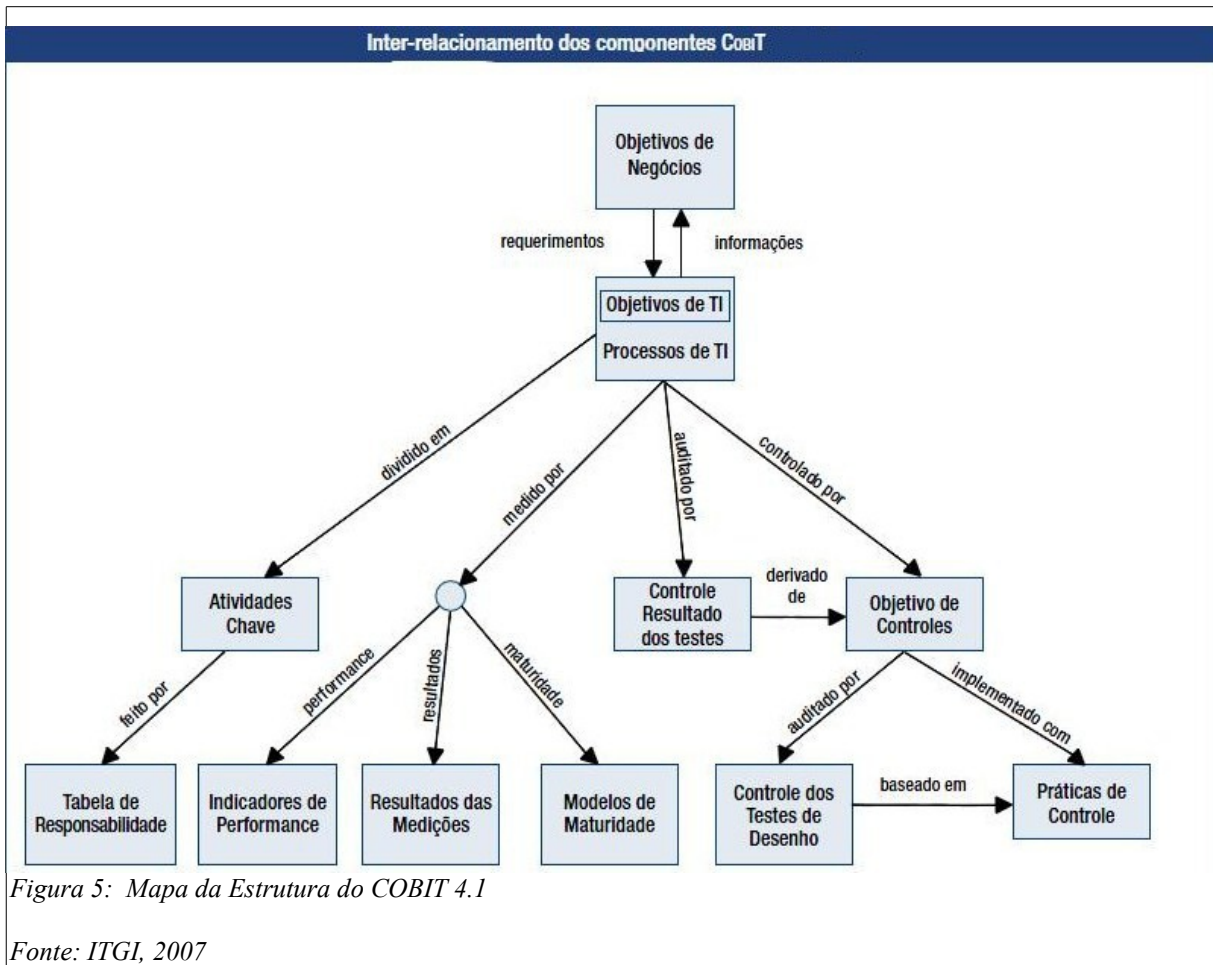 Inter-relacionamento dos componentes COBIT
Objetivos de
Negócios
requerimentos
informações
Objetivos de TI
Processos de TI
dividido em
medido por
auditado por
controlado por
Atividades
Chave
Controle
Resultado
dos testes
derivado
de
Objetivo de
Controles
feito por
performance
resultados
maturidade
auditado por
implementado com
Tabela de
Responsabilidade
Indicadores de
Performance
Resultados das
Medições
Modelos de
Maturidade
Controle dos
Testes de
Desenho
baseado em
Práticas de
Controle
Figura 5: Mapa da Estrutura do COBIT 4.1
Fonte: ITGI, 2007